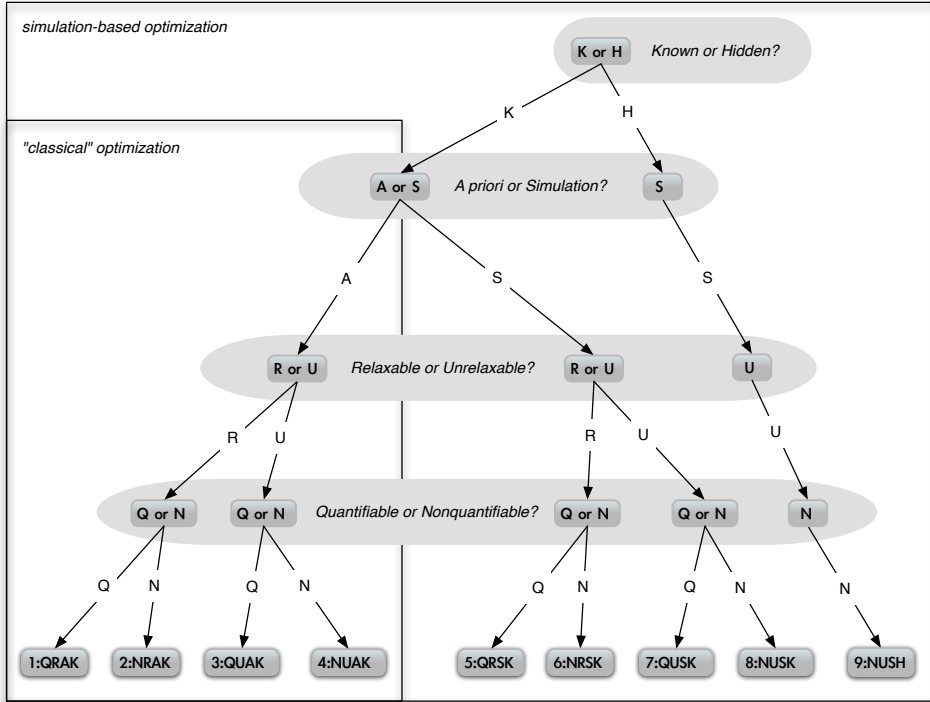 simulation-based optimization
K or H
Known or Hidden?
K
H
"classical" optimization
A or S
A priori or Simulation?
S
A
S
S
R or U
Relaxable or Unrelaxable?
R or U
U
R
U
R
U
U
Q or N
Q or N
Quantifiable or Nonquantifiable?
Q or N
Q or N
N
Q
N
Q
N
Q
N
Q
N
N
1:QRAK
2:NRAK
3:QUAK
4:NUAK
5:QRSK
6:NRSK
7:QUSK
8:NUSK
9:NUSH